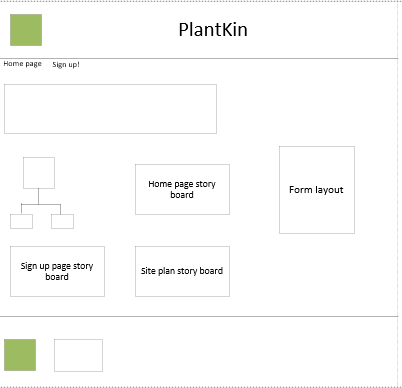 PlantKin
Home page
Sign up!
Home page story
board
Form layout
Sign up page story
board
Site plan story board